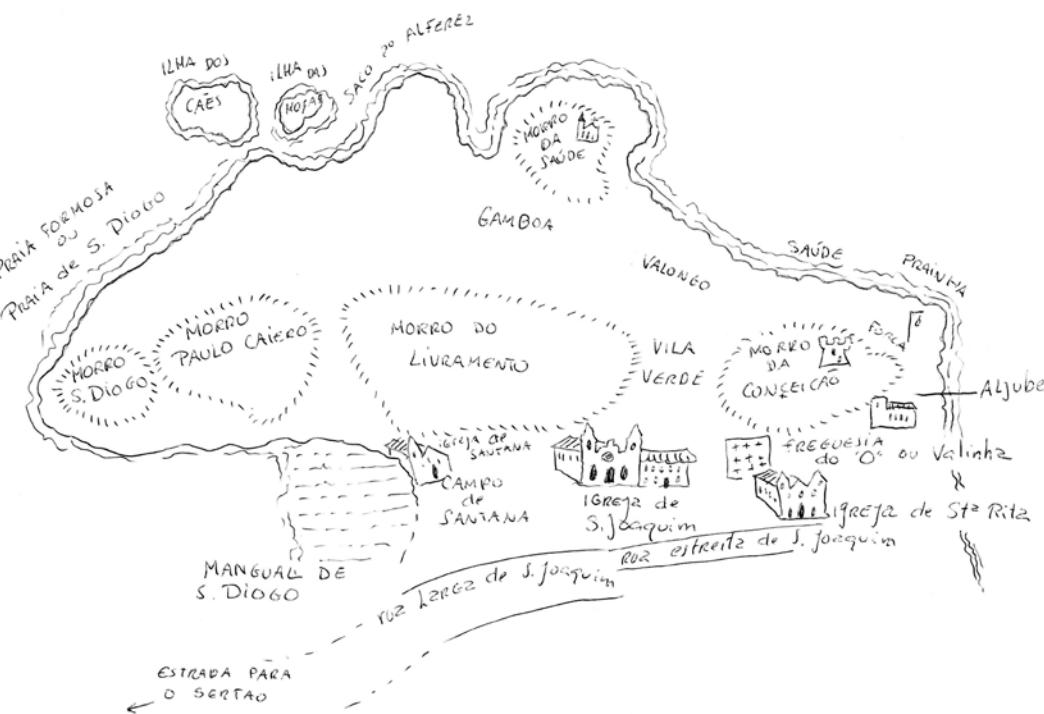 ILHA DOS
CAES
ILHA DAS
MOÇAS
SACO DO ALFEREZ
MORRO
DA
SAÚDE
PRAIA FORMOSA
OU
PRAIA de S. DIOGO
GAMBOA
VALONGO
SAÚDE
PRAINHA
MORRO
S. DIOGO
MORRO
PAULO CAIERO
MORRO DO
LIVRAMENTO
VILA
VERDE
MORRO
DA
CONCEIÇÃO
FORCA
ALJUBE
IGREJA DE
SANTANA
CAMPO
de
SANTANA
IGREJA de
S. Joaquim
FREGUESIA
do "O" ou Valinha
IGREJA de Sta Rita
MANGUAL DE
S. DIOGO
rua Larga de S. Joaquim
rua estreita de S. Joaquim
ESTRADA PARA
O SERTAO